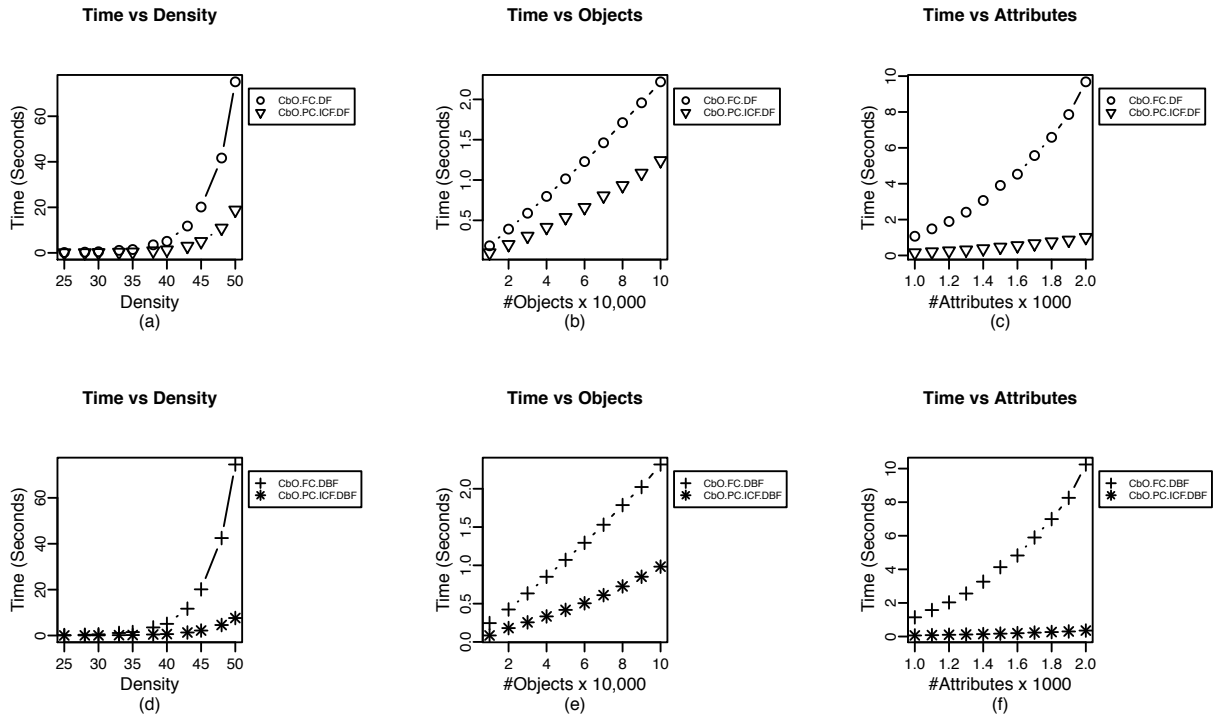 Time vs Density
Time vs Objects
Time vs Attributes
Time (Seconds)
60
40
20
0
25 30 35 40 45 50
Density
(a)
CbO.FC.DF
CbO.PC.ICF.DF
Time (Seconds)
2.0
1.5
1.0
0.5
2 4 6 8 10
#Objects x 10,000
(b)
CbO.FC.DF
CbO.PC.ICF.DF
Time (Seconds)
10
8
6
4
2
0
1.0 1.2 1.4 1.6 1.8 2.0
#Attributes x 1000
(c)
CbO.FC.DF
CbO.PC.ICF.DF
Time vs Density
Time vs Objects
Time vs Attributes
Time (Seconds)
60
40
20
0
25 30 35 40 45 50
Density
(d)
CbO.FC.DBF
CbO.PC.ICF.DBF
Time (Seconds)
2.0
1.5
1.0
0.5
0.0
2 4 6 8 10
#Objects x 10,000
(e)
CbO.FC.DBF
CbO.PC.ICF.DBF
Time (Seconds)
10
8
6
4
2
0
1.0 1.2 1.4 1.6 1.8 2.0
#Attributes x 1000
(f)
CbO.FC.DBF
CbO.PC.ICF.DBF